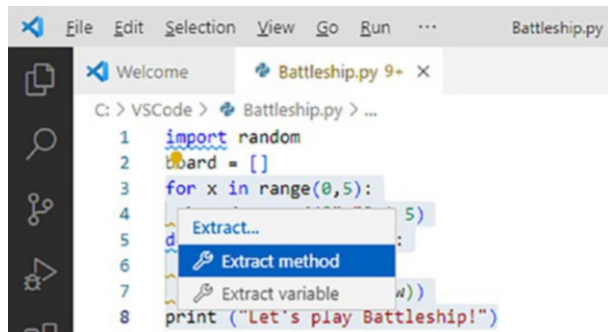 File Edit Selection View Go Run ··· Battleship.py
Welcome Battleship.py 9+ ×
C: > VSCode > Battleship.py > ...
1 import random
2 board = []
3 for x in range(0,5):
4 5)
Extract...
5 d :
6 Extract method
7 Extract variable ))
8 print ("Let's play Battleship!")